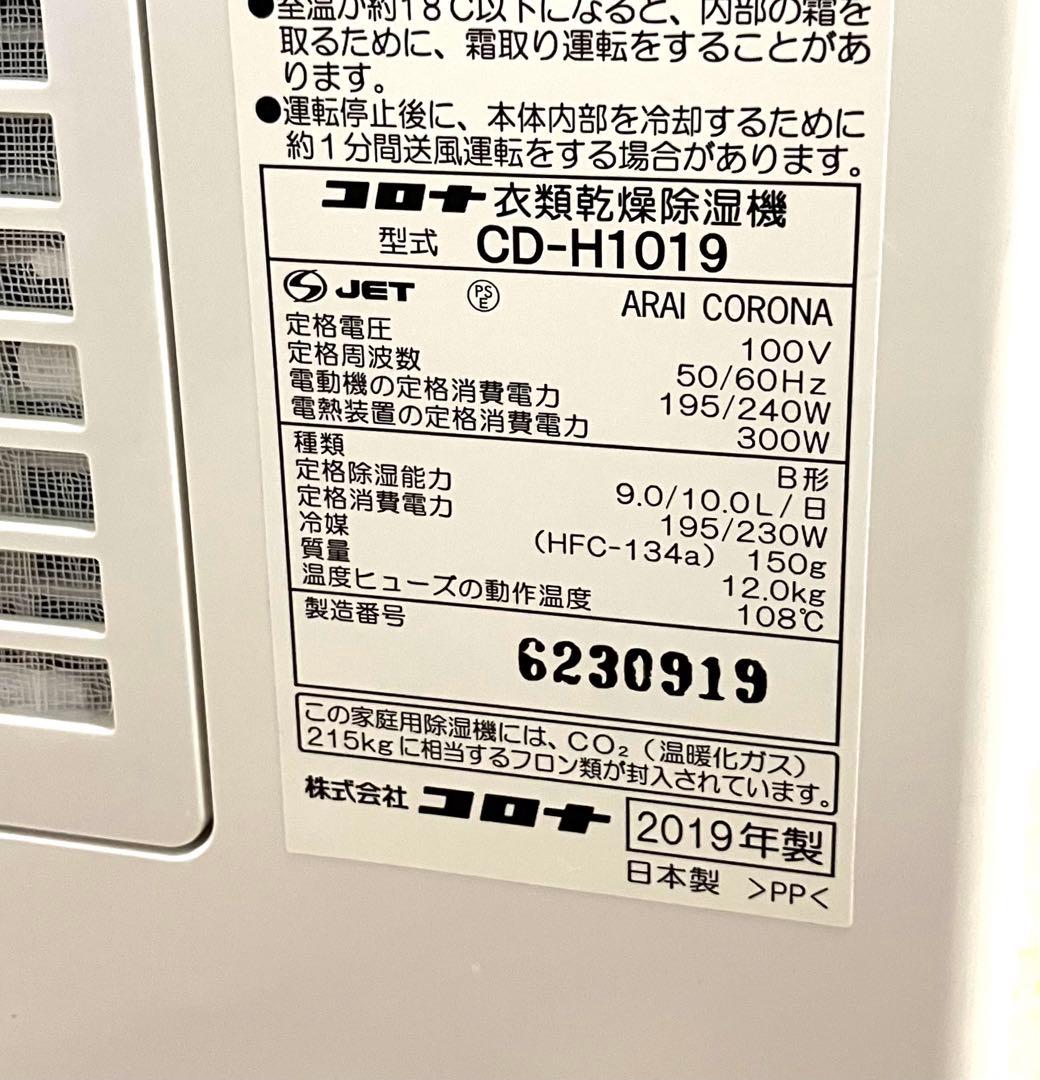 ●室温が約18℃以下になると、内部の霜を
取るために、霜取り運転をすることがあ
ります。
●運転停止後に、本体内部を冷却するために
約1分間送風運転をする場合があります。
コロナ 衣類乾燥除湿機
型式 CD-H1019
JET PSE ARAI CORONA
定格電圧 100V
定格周波数 50/60Hz
電動機の定格消費電力 195/240W
電熱装置の定格消費電力 300W
種類 B形
定格除湿能力 9.0/10.0L/日
定格消費電力 195/230W
冷媒 (HFC-134a) 150g
質量 12.0kg
温度ヒューズの動作温度 108℃
製造番号
6230919
この家庭用除湿機には、CO₂(温暖化ガス)
215kgに相当するフロン類が封入されています。
株式会社 コロナ 2019年製
日本製 >PP<